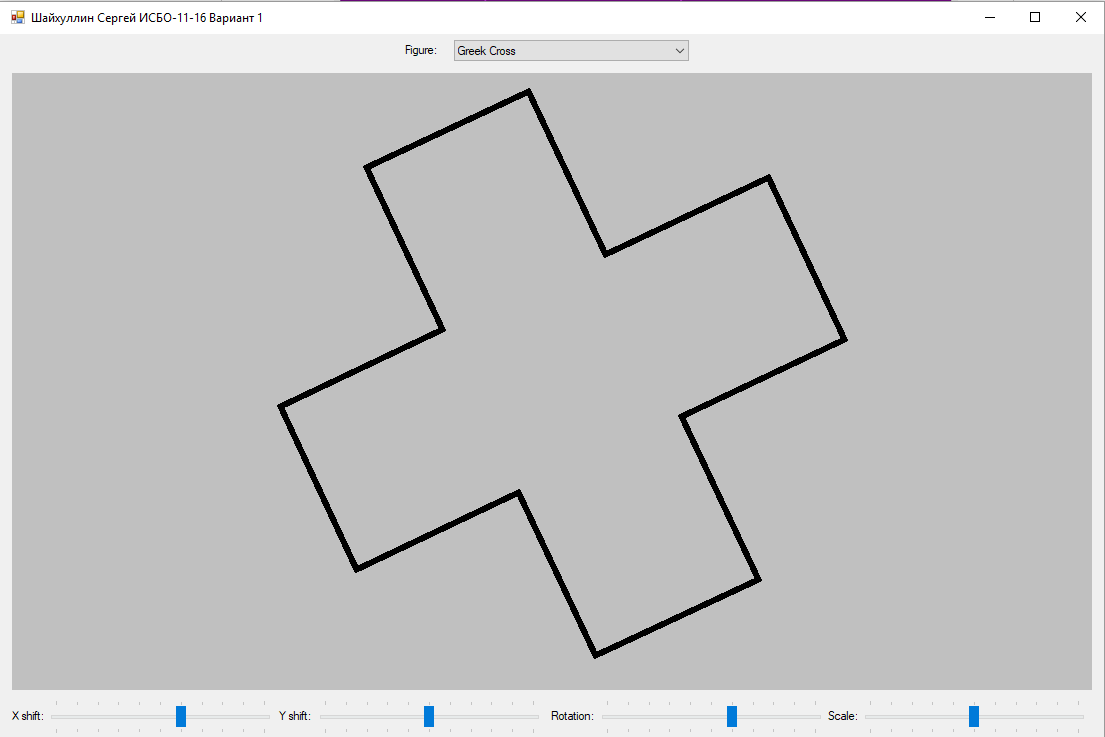 Шайхуллин Сергей ИСБО-11-16 Вариант 1
Figure: Greek Cross
X shift: Y shift: Rotation: Scale: